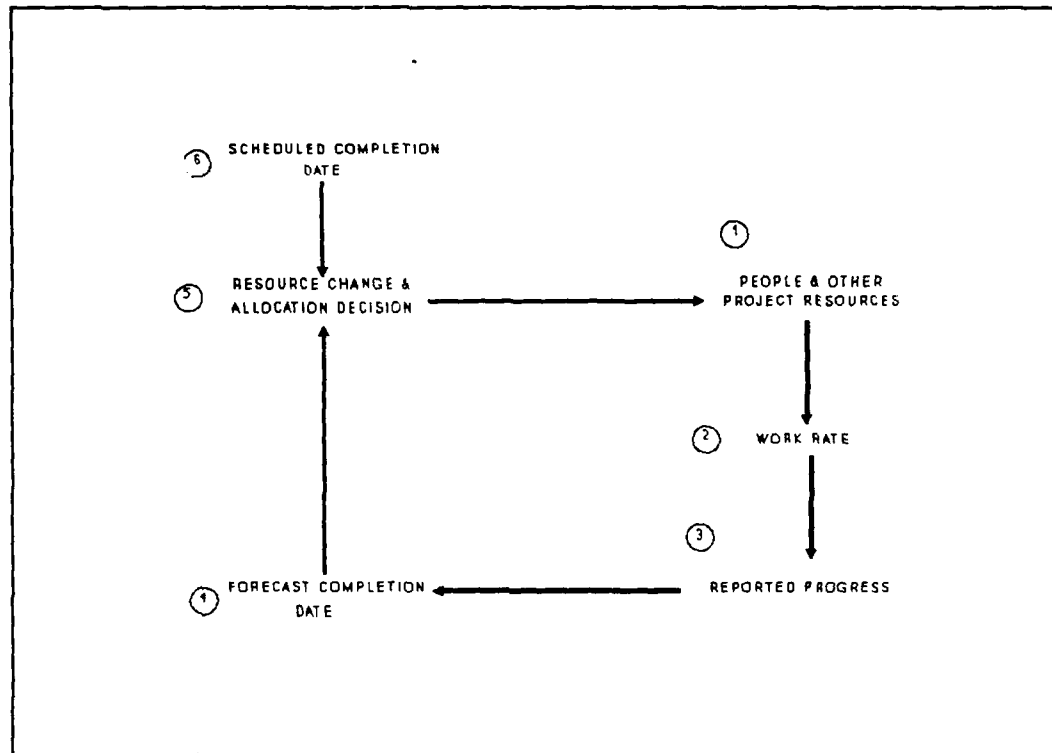 6 SCHEDULED COMPLETION
DATE
1
5 RESOURCE CHANGE &
ALLOCATION DECISION
PEOPLE & OTHER
PROJECT RESOURCES
2 WORK RATE
3
4 FORECAST COMPLETION
DATE
REPORTED PROGRESS